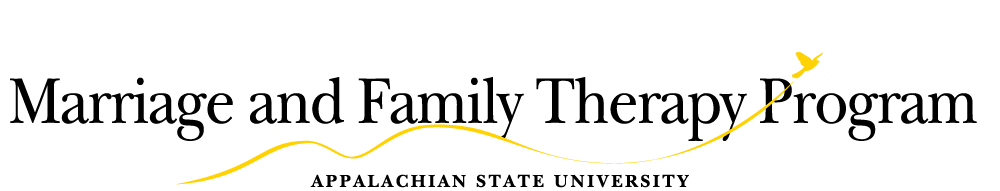 Marriage and Family Therapy Program
APPALACHIAN STATE UNIVERSITY